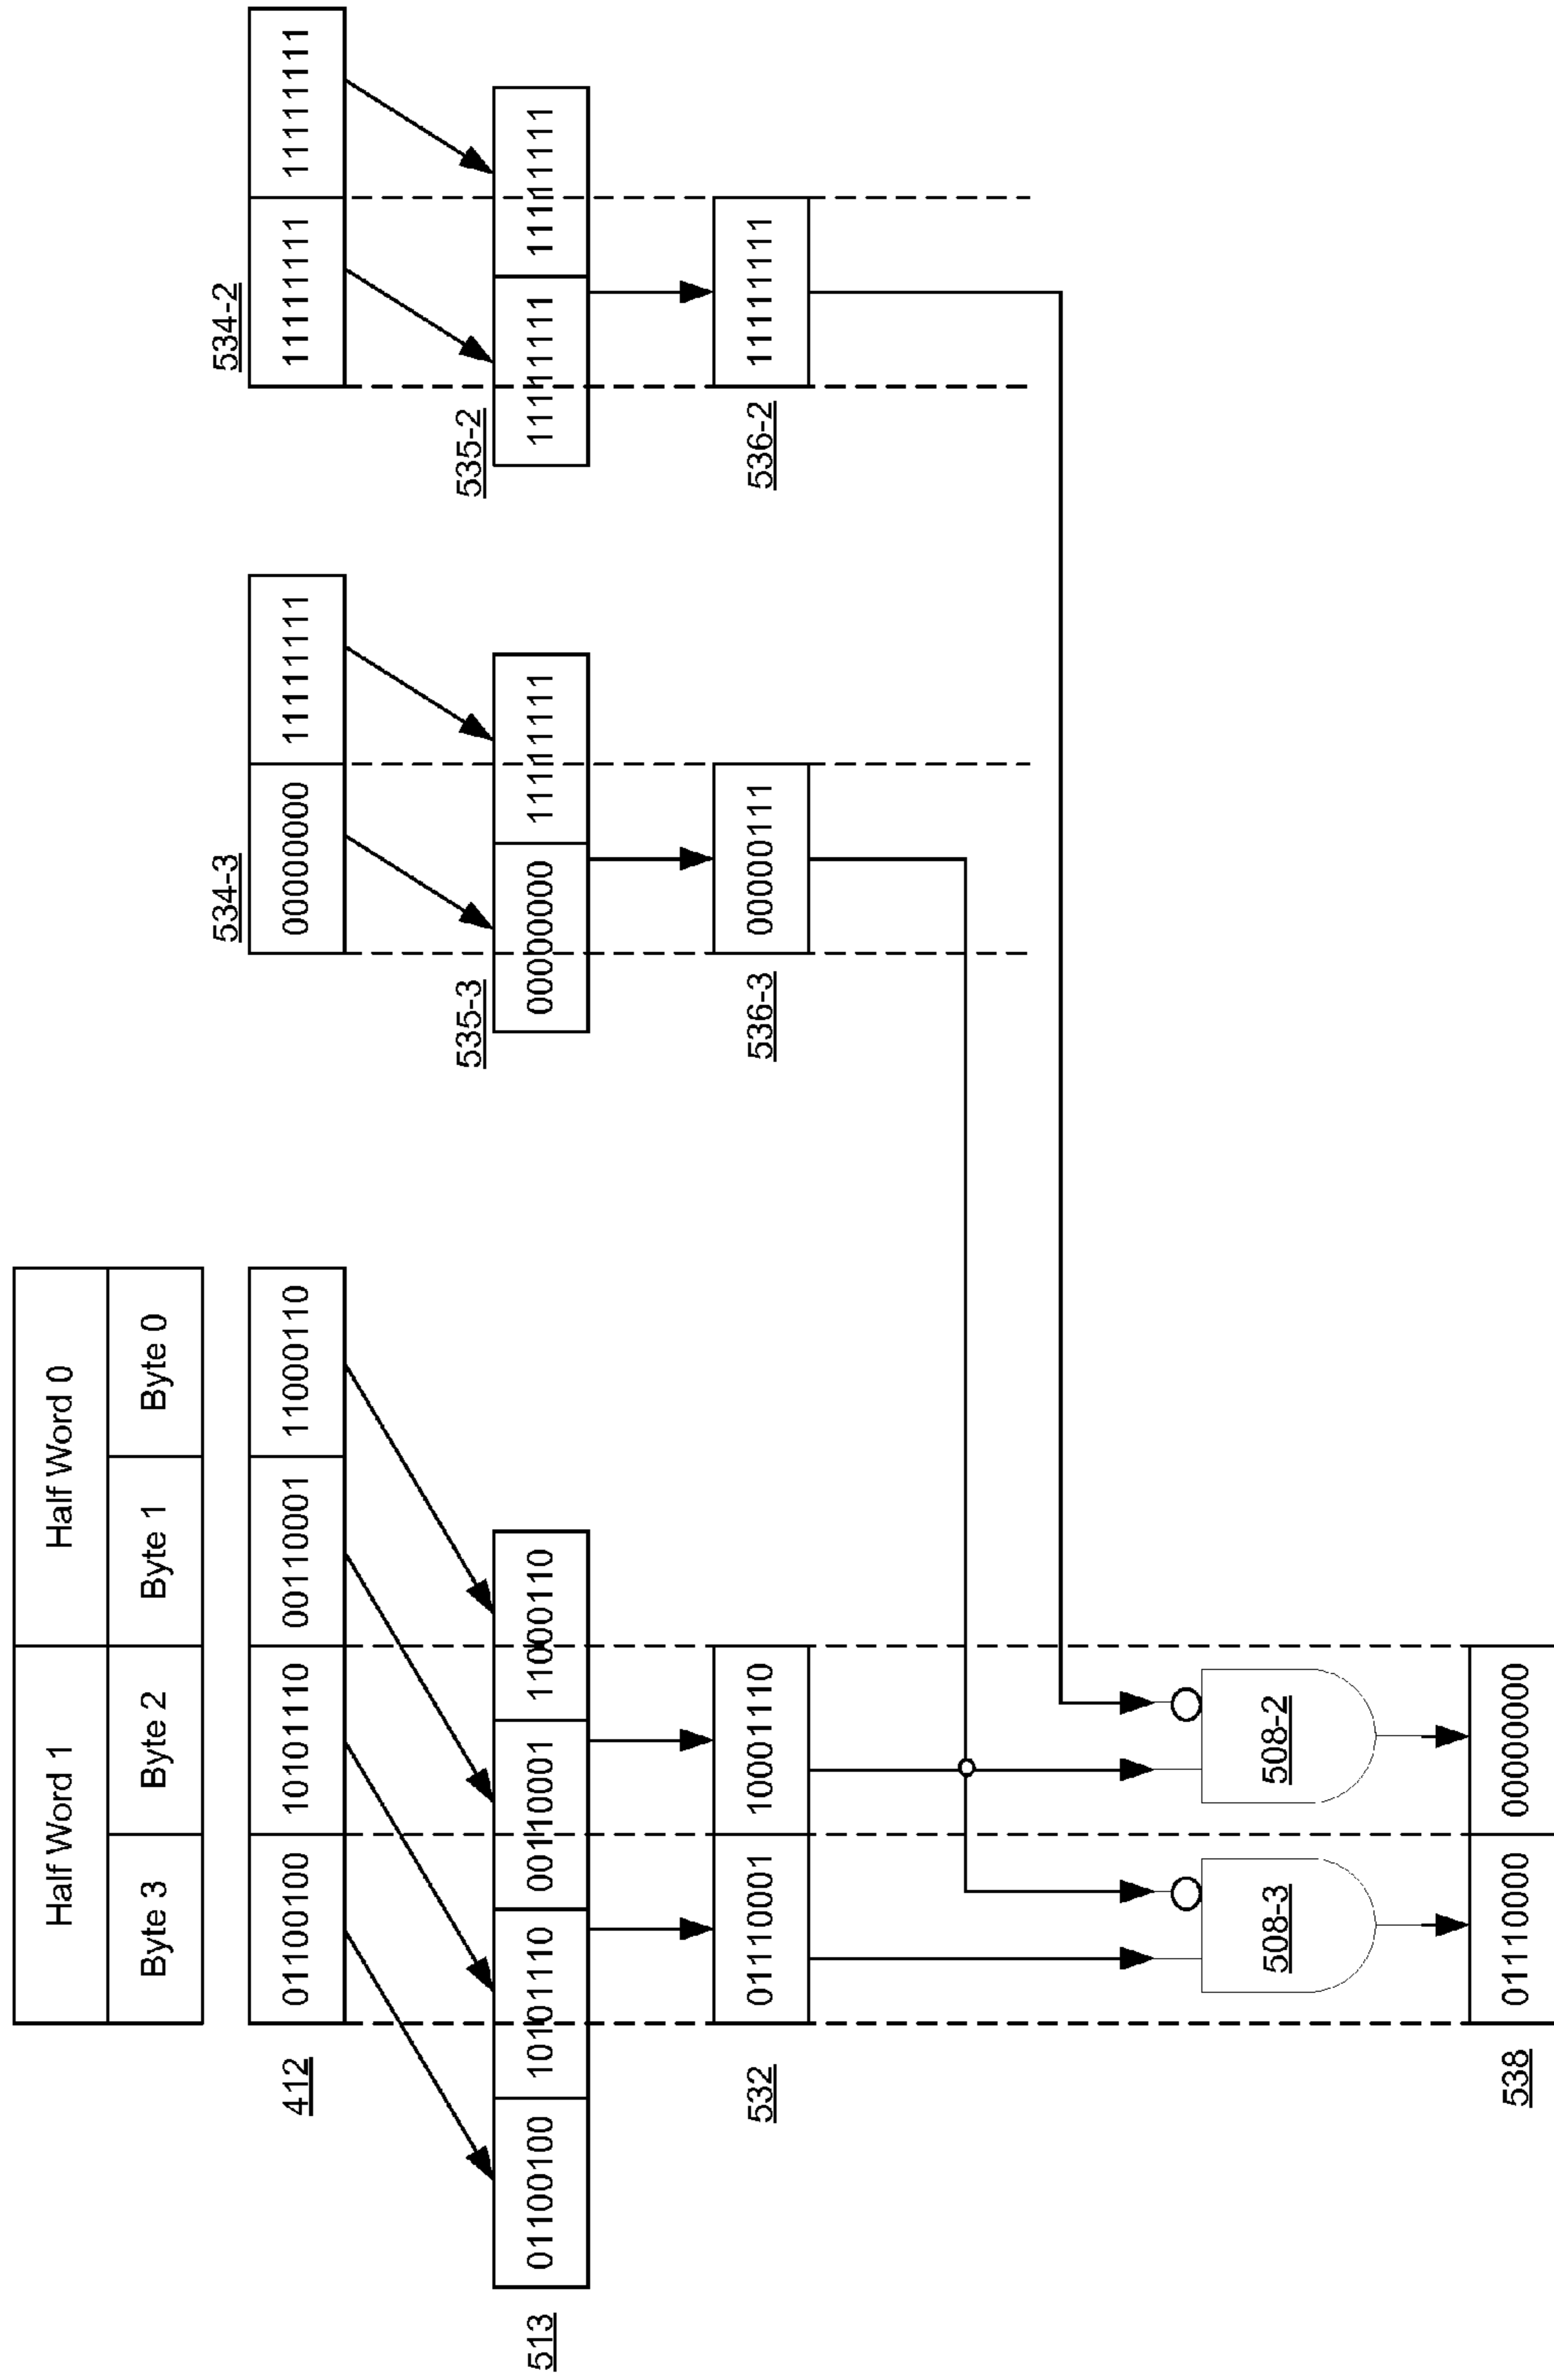 Half Word 1 Half Word 0
Byte 3 Byte 2 Byte 1 Byte 0
534-3 534-2
412 01100100 10101110 00110001 11000110 00000000 11111111 11111111 11111111
535-3 535-2
513 01100100 10101110 00110001 11000110 00000000 11111111 11111111 11111111
532 01110001 10001110 536-3 00000111 536-2 11111111
508-3 508-2
538 01110000 00000000